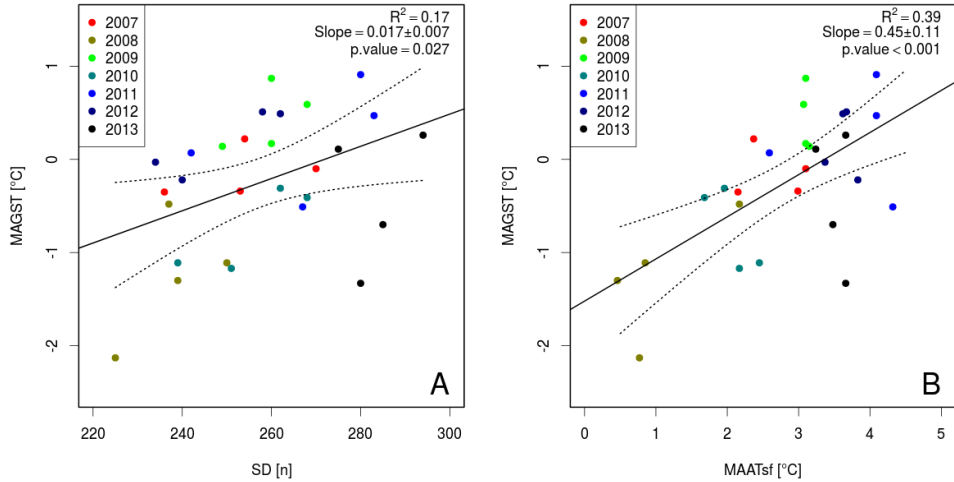 2007
2008
2009
2010
2011
2012
2013
R² = 0.17
Slope = 0.017±0.007
p.value = 0.027
1
0
-1
-2
MAGST [°C]
A
220 240 260 280 300
SD [n]
2007
2008
2009
2010
2011
2012
2013
R² = 0.39
Slope = 0.45±0.11
p.value < 0.001
1
0
-1
-2
MAGST [°C]
B
0 1 2 3 4 5
MAATsf [°C]